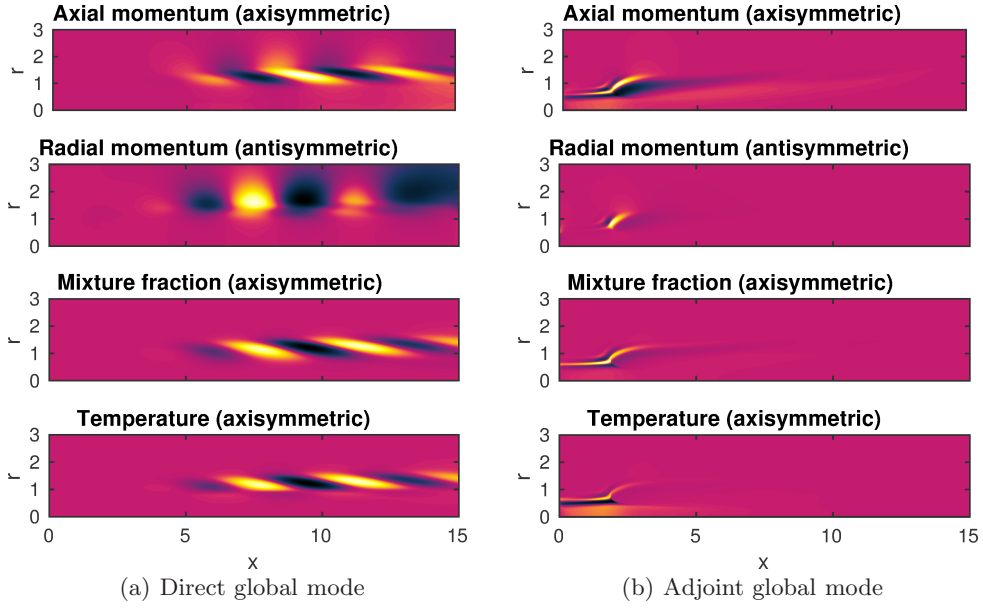 Axial momentum (axisymmetric)
3
2
1
0
r
Radial momentum (antisymmetric)
3
2
1
0
r
Mixture fraction (axisymmetric)
3
2
1
0
r
Temperature (axisymmetric)
3
2
1
0
r
0 5 10 15
x
(a) Direct global mode
Axial momentum (axisymmetric)
3
2
1
0
r
Radial momentum (antisymmetric)
3
2
1
0
r
Mixture fraction (axisymmetric)
3
2
1
0
r
Temperature (axisymmetric)
3
2
1
0
r
0 5 10 15
x
(b) Adjoint global mode